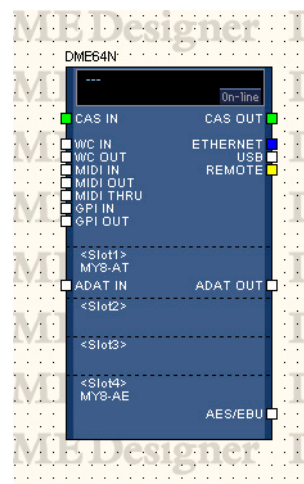 ME Designer
DME64N
---
On-line
CAS IN CAS OUT
WC IN ETHERNET
WC OUT USB
MIDI IN REMOTE
MIDI OUT
MIDI THRU
GPI IN
GPI OUT
<Slot1>
MY8-AT
ADAT IN ADAT OUT
<Slot2>
<Slot3>
<Slot4>
MY8-AE
AES/EBU
ME Designer